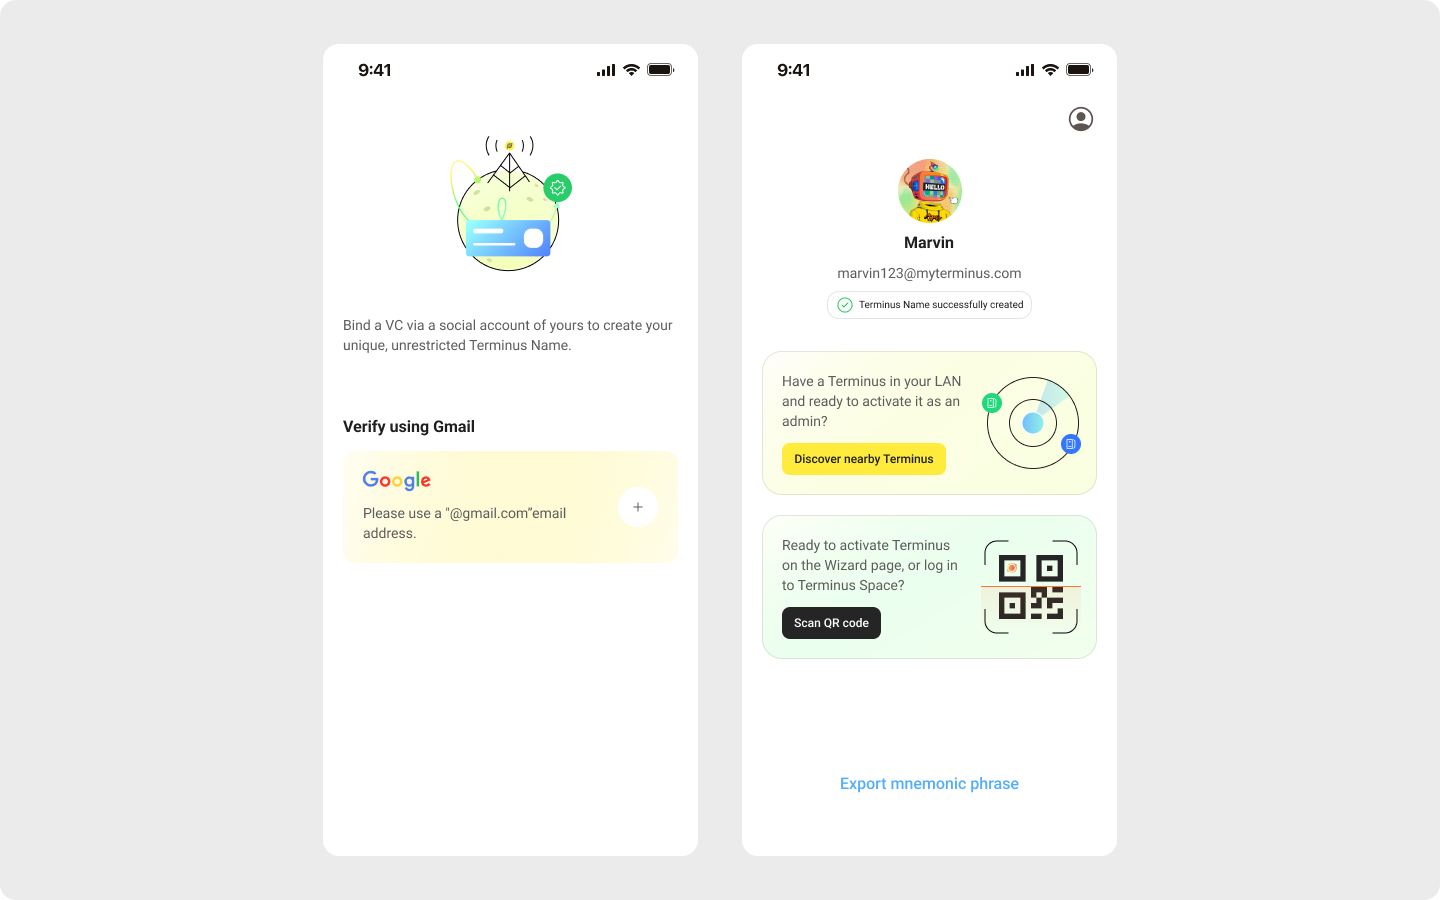 9:41
Bind a VC via a social account of yours to create your
unique, unrestricted Terminus Name.
Verify using Gmail
Google
Please use a "@gmail.com”email
address.
9:41
HELLO
Marvin
marvin123@myterminus.com
Terminus Name successfully created
Have a Terminus in your LAN
and ready to activate it as an
admin?
Discover nearby Terminus
Ready to activate Terminus
on the Wizard page, or log in
to Terminus Space?
Scan QR code
Export mnemonic phrase